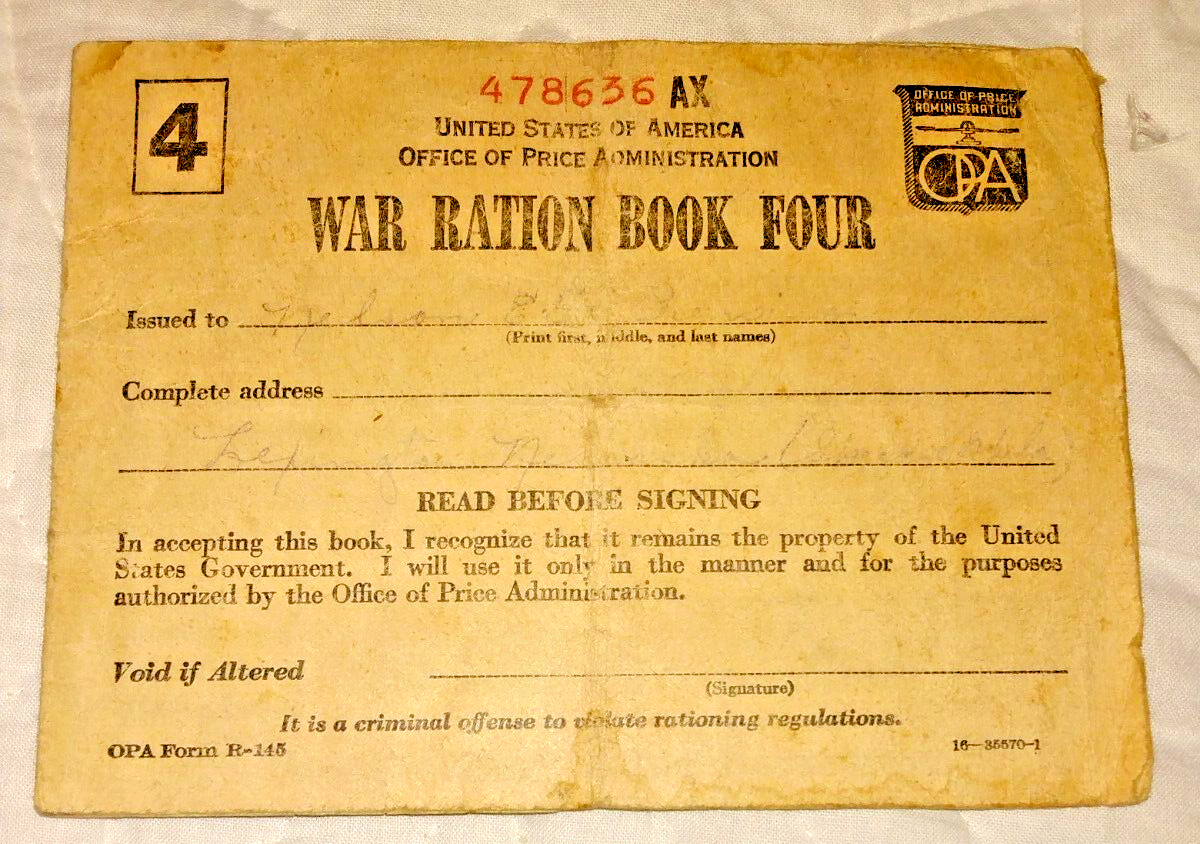 4
478636 AX
OFFICE OF PRICE
ADMINISTRATION
OPA
UNITED STATES OF AMERICA
OFFICE OF PRICE ADMINISTRATION
WAR RATION BOOK FOUR
Issued to Nelson E.
(Print first, middle, and last names)
Complete address
READ BEFORE SIGNING
In accepting this book, I recognize that it remains the property of the United
States Government. I will use it only in the manner and for the purposes
authorized by the Office of Price Administration.
Void if Altered
(Signature)
It is a criminal offense to violate rationing regulations.
OPA Form R-145
16—35570-1